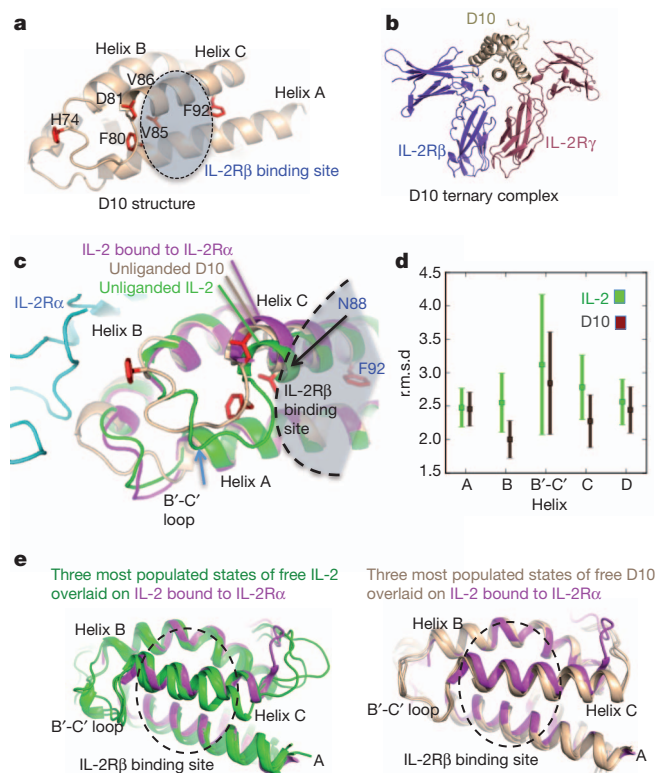 a
Helix B
Helix C
V86
Helix A
D81
F92
H74
F80
V85
IL-2Rβ binding site
D10 structure
b
D10
IL-2Rβ
IL-2Rγ
D10 ternary complex
c
IL-2 bound to IL-2Rα
Unliganded D10
Unliganded IL-2
IL-2Rα
Helix C
N88
Helix B
F92
IL-2Rβ
binding
site
Helix A
B′-C′
loop
d
4.5
4.0
3.5
3.0
2.5
2.0
1.5
r.m.s.d
IL-2
D10
A B B′-C′ C D
Helix
e
Three most populated states of free IL-2
overlaid on IL-2 bound to IL-2Rα
Helix B
B′-C′ loop
Helix C
A
IL-2Rβ binding site
Three most populated states of free D10
overlaid on IL-2 bound to IL-2Rα
Helix B
B′-C′ loop
Helix C
A
IL-2Rβ binding site